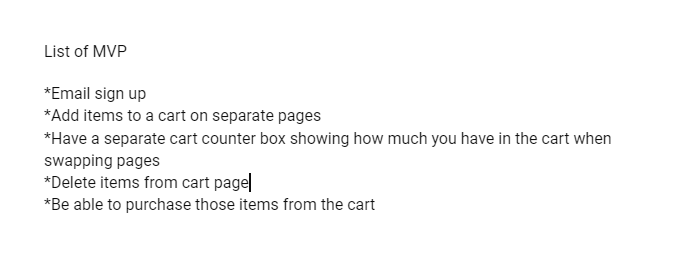 List of MVP
*Email sign up
*Add items to a cart on separate pages
*Have a separate cart counter box showing how much you have in the cart when
swapping pages
*Delete items from cart page
*Be able to purchase those items from the cart